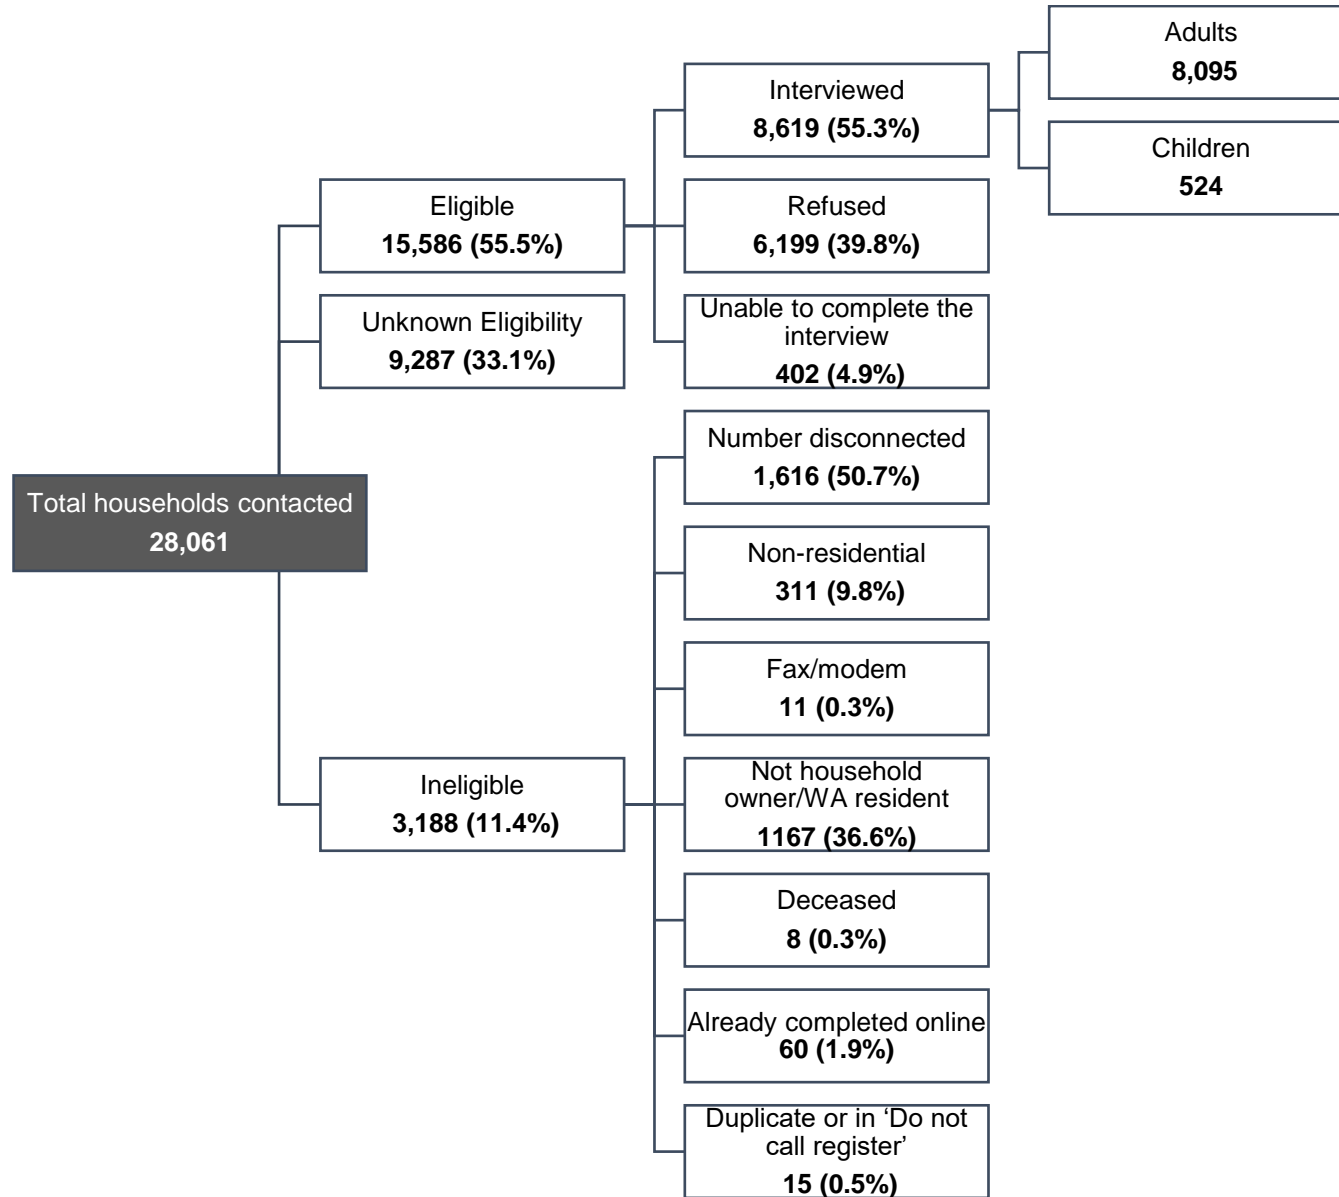 Adults
8,095
Interviewed
8,619 (55.3%)
Children
524
Eligible
15,586 (55.5%)
Refused
6,199 (39.8%)
Unknown Eligibility
9,287 (33.1%)
Unable to complete the
interview
402 (4.9%)
Number disconnected
1,616 (50.7%)
Total households contacted
28,061
Non-residential
311 (9.8%)
Fax/modem
11 (0.3%)
Ineligible
3,188 (11.4%)
Not household
owner/WA resident
1167 (36.6%)
Deceased
8 (0.3%)
Already completed online
60 (1.9%)
Duplicate or in ‘Do not
call register’
15 (0.5%)